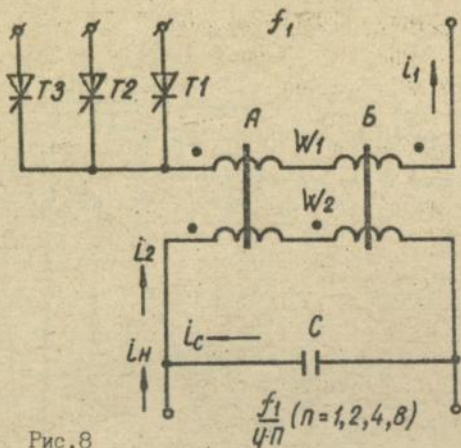 f₁
T3 T2 T1
i₁
A Б
W1
W2
i₂
iс C
iн
f₁/4·п (п=1,2,4,8)
Рис.8